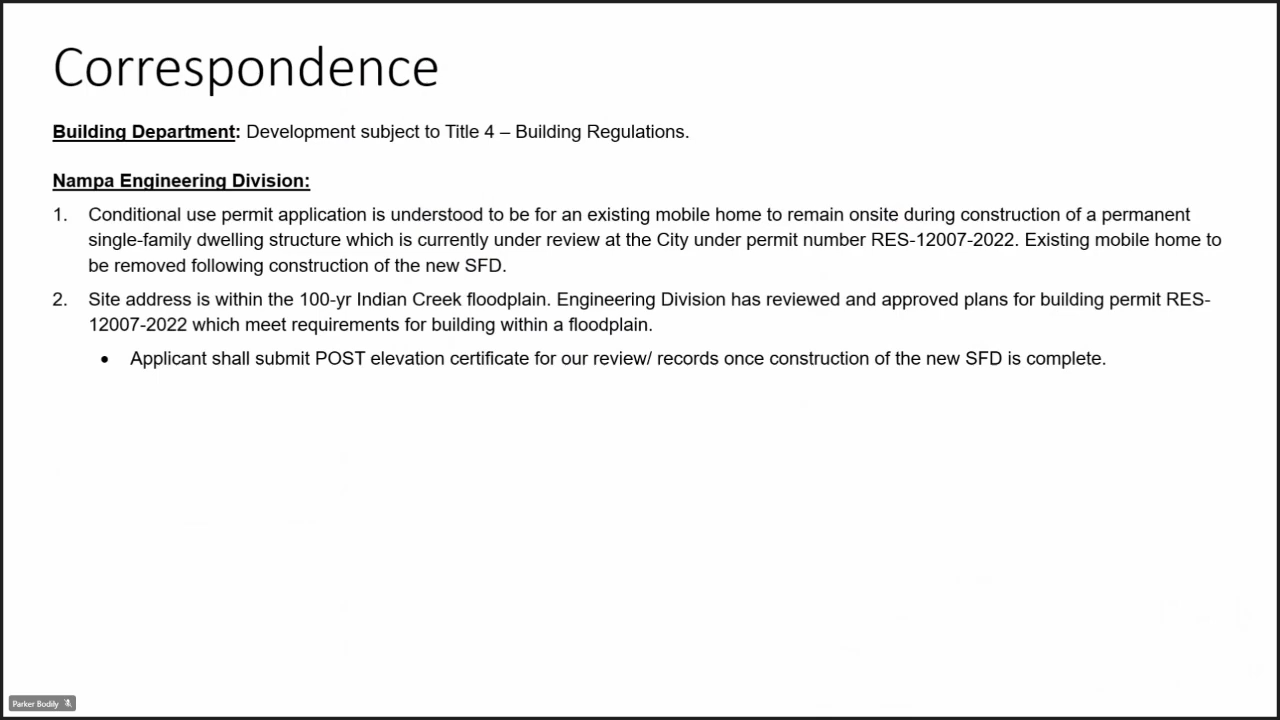 Correspondence
Building Department: Development subject to Title 4 – Building Regulations.
Nampa Engineering Division:
1. Conditional use permit application is understood to be for an existing mobile home to remain onsite during construction of a permanent
single-family dwelling structure which is currently under review at the City under permit number RES-12007-2022. Existing mobile home to
be removed following construction of the new SFD.
2. Site address is within the 100-yr Indian Creek floodplain. Engineering Division has reviewed and approved plans for building permit RES-
12007-2022 which meet requirements for building within a floodplain.
• Applicant shall submit POST elevation certificate for our review/ records once construction of the new SFD is complete.
Parker Bodily